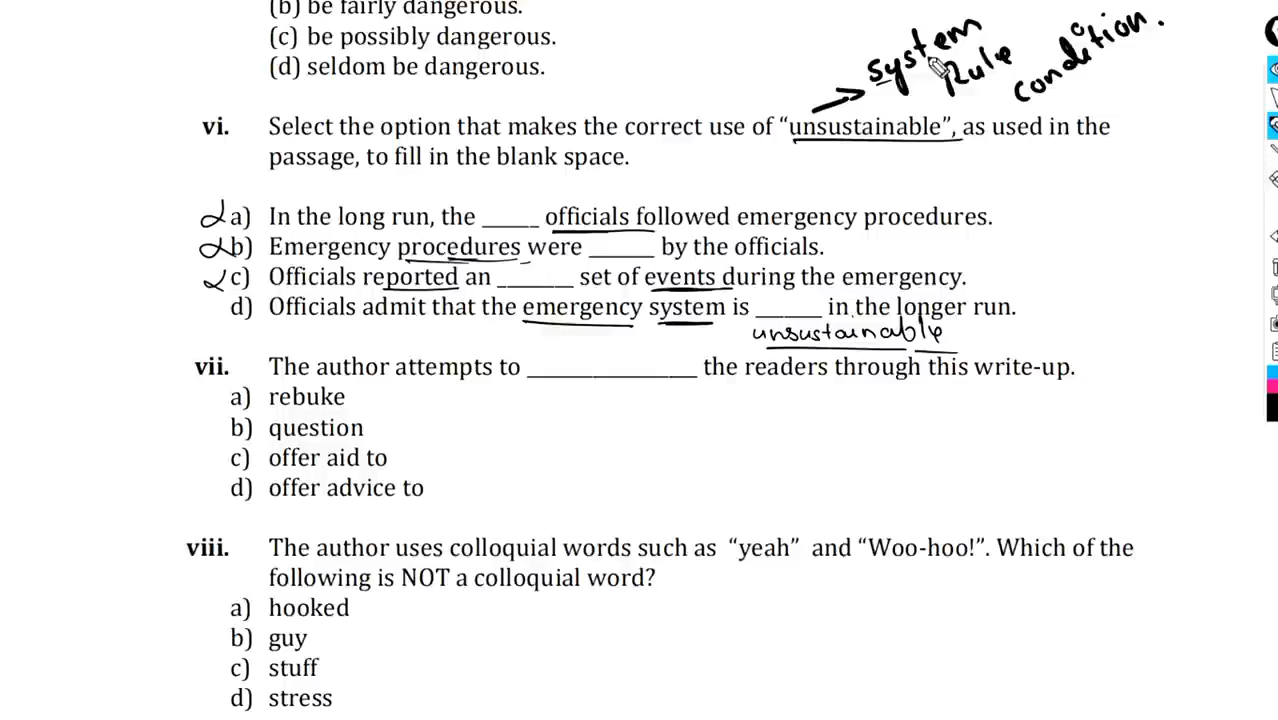 (b) be fairly dangerous.
(c) be possibly dangerous.
(d) seldom be dangerous.
system
Rule
condition.
vi. Select the option that makes the correct use of “unsustainable”, as used in the
passage, to fill in the blank space.
a) In the long run, the _____ officials followed emergency procedures.
b) Emergency procedures were ______ by the officials.
c) Officials reported an _______ set of events during the emergency.
d) Officials admit that the emergency system is ______ in the longer run.
unsustainable
vii. The author attempts to ________________ the readers through this write-up.
a) rebuke
b) question
c) offer aid to
d) offer advice to
viii. The author uses colloquial words such as “yeah” and “Woo-hoo!”. Which of the
following is NOT a colloquial word?
a) hooked
b) guy
c) stuff
d) stress